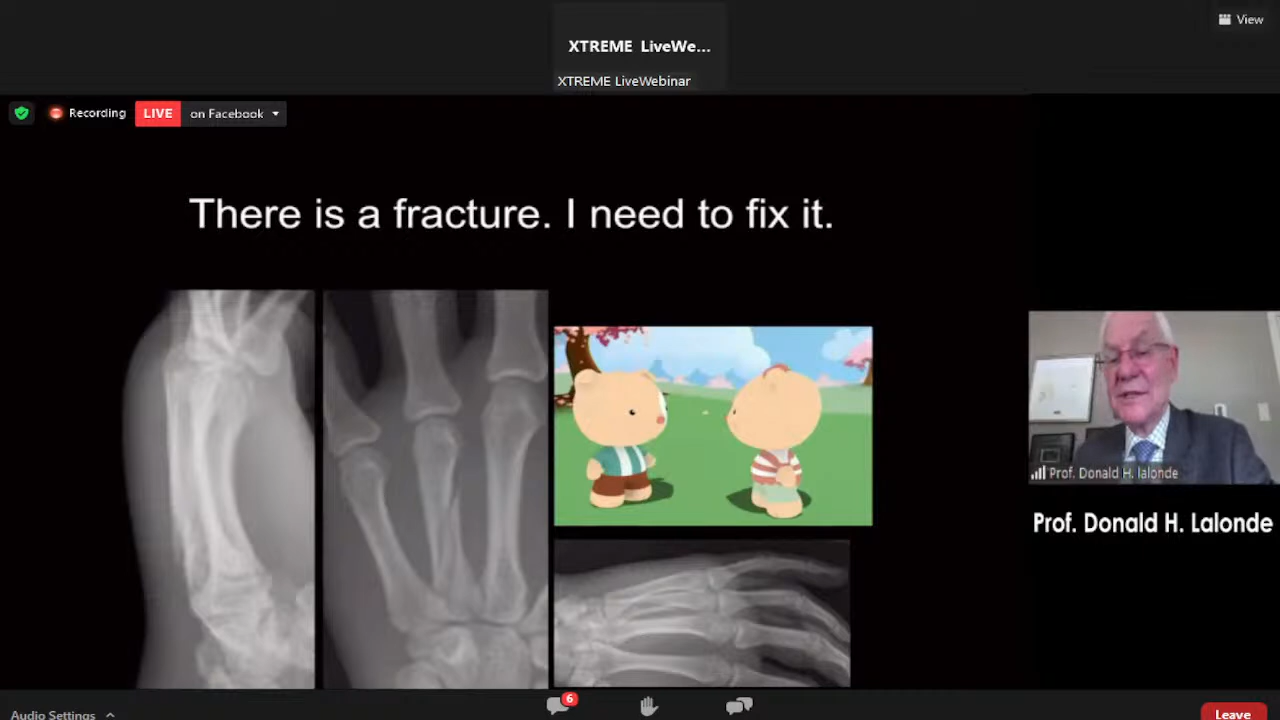 XTREME LiveWe...
View
XTREME LiveWebinar
Recording
LIVE
on Facebook
There is a fracture. I need to fix it.
Prof. Donald H. lalonde
Prof. Donald H. Lalonde
6
Audio Settings
Leave